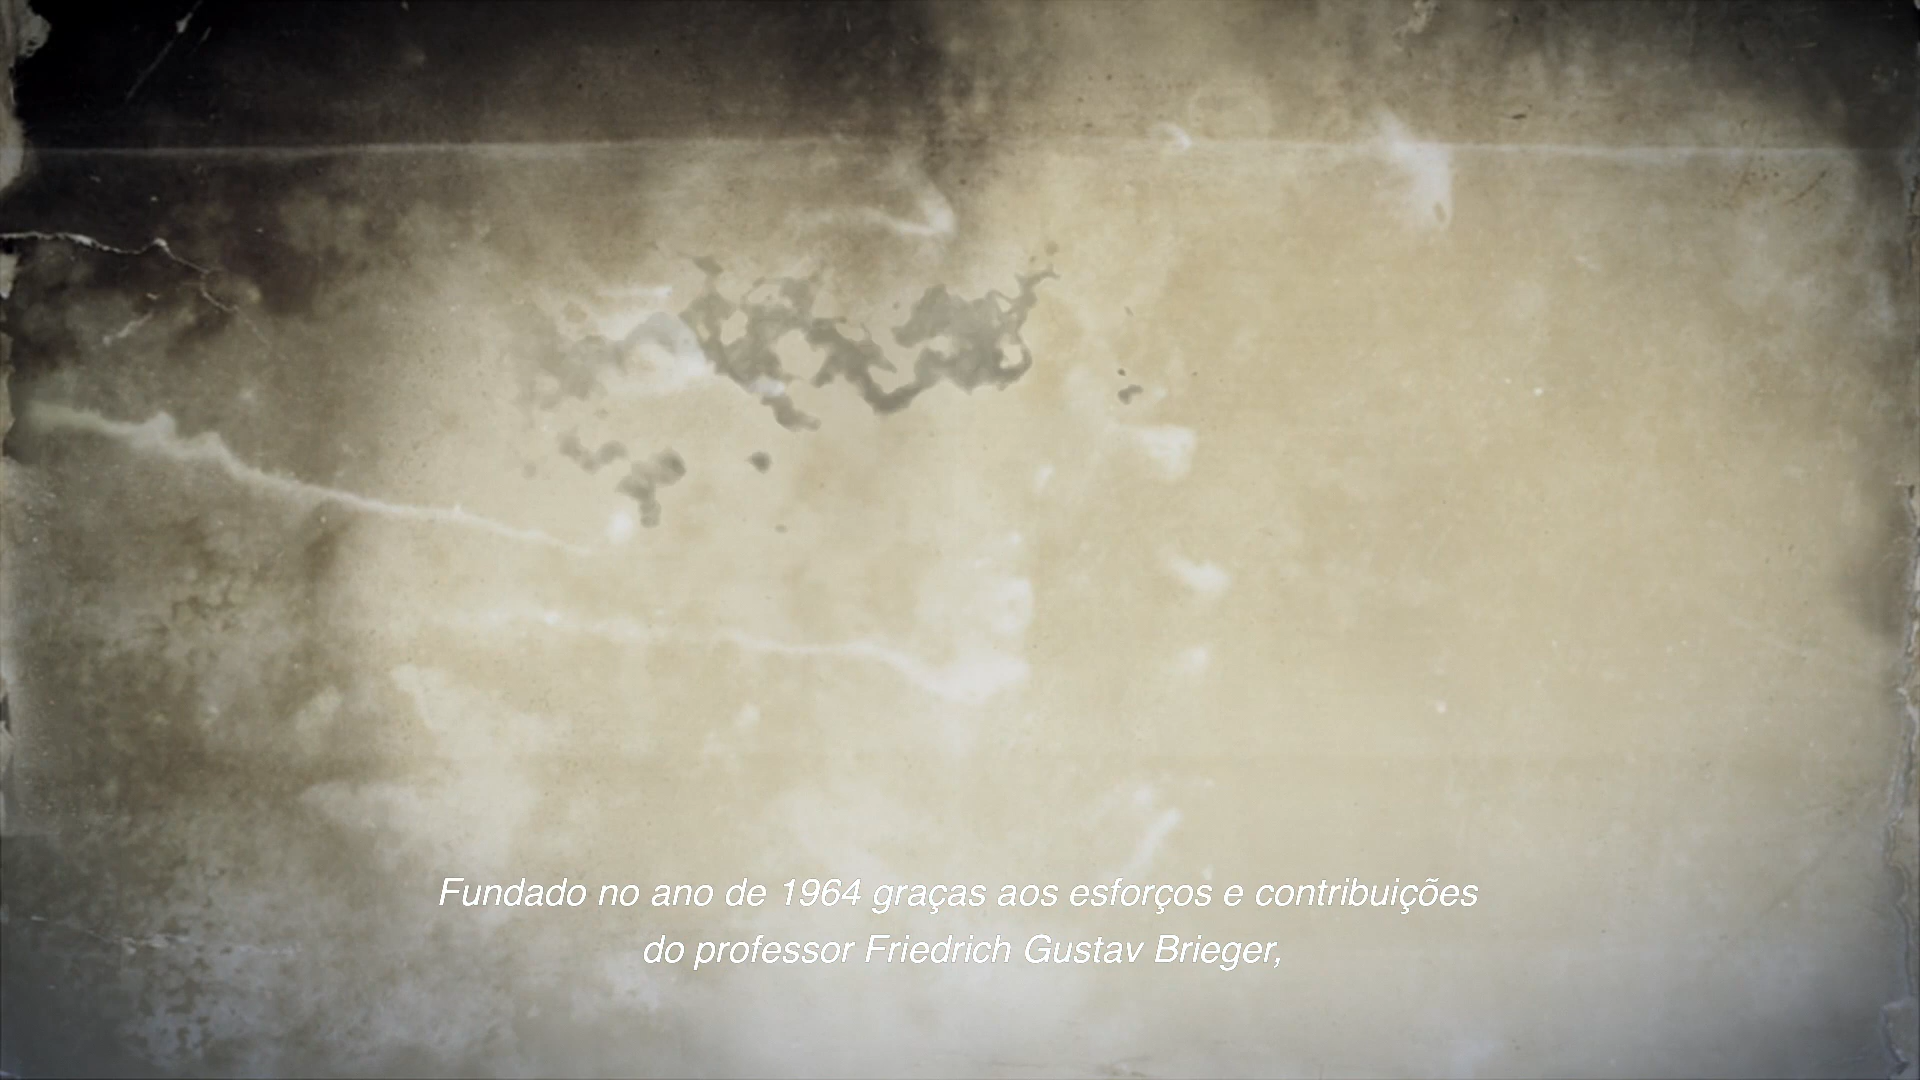 Fundado no ano de 1964 graças aos esforços e contribuições
do professor Friedrich Gustav Brieger,